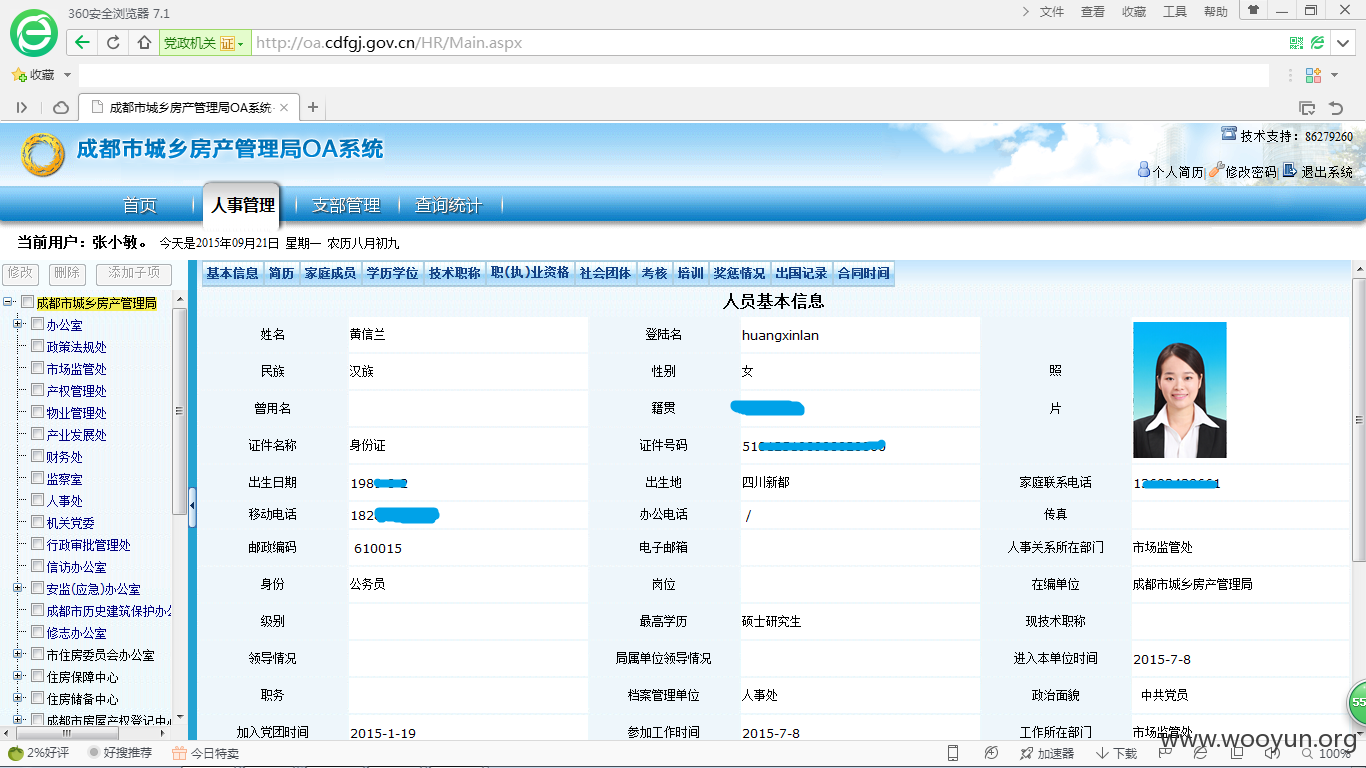 360安全浏览器 7.1
文件 查看 收藏 工具 帮助
党政机关 证 http://oa.cdfgj.gov.cn/HR/Main.aspx
收藏
成都市城乡房产管理局OA系统
成都市城乡房产管理局OA系统
技术支持：86279260
个人简历| 修改密码| 退出系统
首页 人事管理 支部管理 查询统计
当前用户：张小敏。 今天是2015年09月21日 星期一 农历八月初九
修改 删除 添加子项
基本信息 简历 家庭成员 学历学位 技术职称 职(执)业资格 社会团体 考核 培训 奖惩情况 出国记录 合同时间
成都市城乡房产管理局
办公室
政策法规处
市场监管处
产权管理处
物业管理处
产业发展处
财务处
监察室
人事处
机关党委
行政审批管理处
信访办公室
安监(应急)办公室
成都市历史建筑保护办公
修志办公室
市住房委员会办公室
住房保障中心
住房储备中心
成都市房屋产权登记中心
人员基本信息
姓名 黄信兰 登陆名 huangxinlan
民族 汉族 性别 女 照
曾用名 籍贯 片
证件名称 身份证 证件号码 51
出生日期 198 出生地 四川新都 家庭联系电话 1
移动电话 182 办公电话 / 传真
邮政编码 610015 电子邮箱 人事关系所在部门 市场监管处
身份 公务员 岗位 在编单位 成都市城乡房产管理局
级别 最高学历 硕士研究生 现技术职称
领导情况 局属单位领导情况 进入本单位时间 2015-7-8
职务 档案管理单位 人事处 政治面貌 中共党员
加入党团时间 2015-1-19 参加工作时间 2015-7-8 工作所在部门 市场监管处
55
www.wooyun.org
2%好评 好搜推荐 今日特卖 加速器 下载 100%